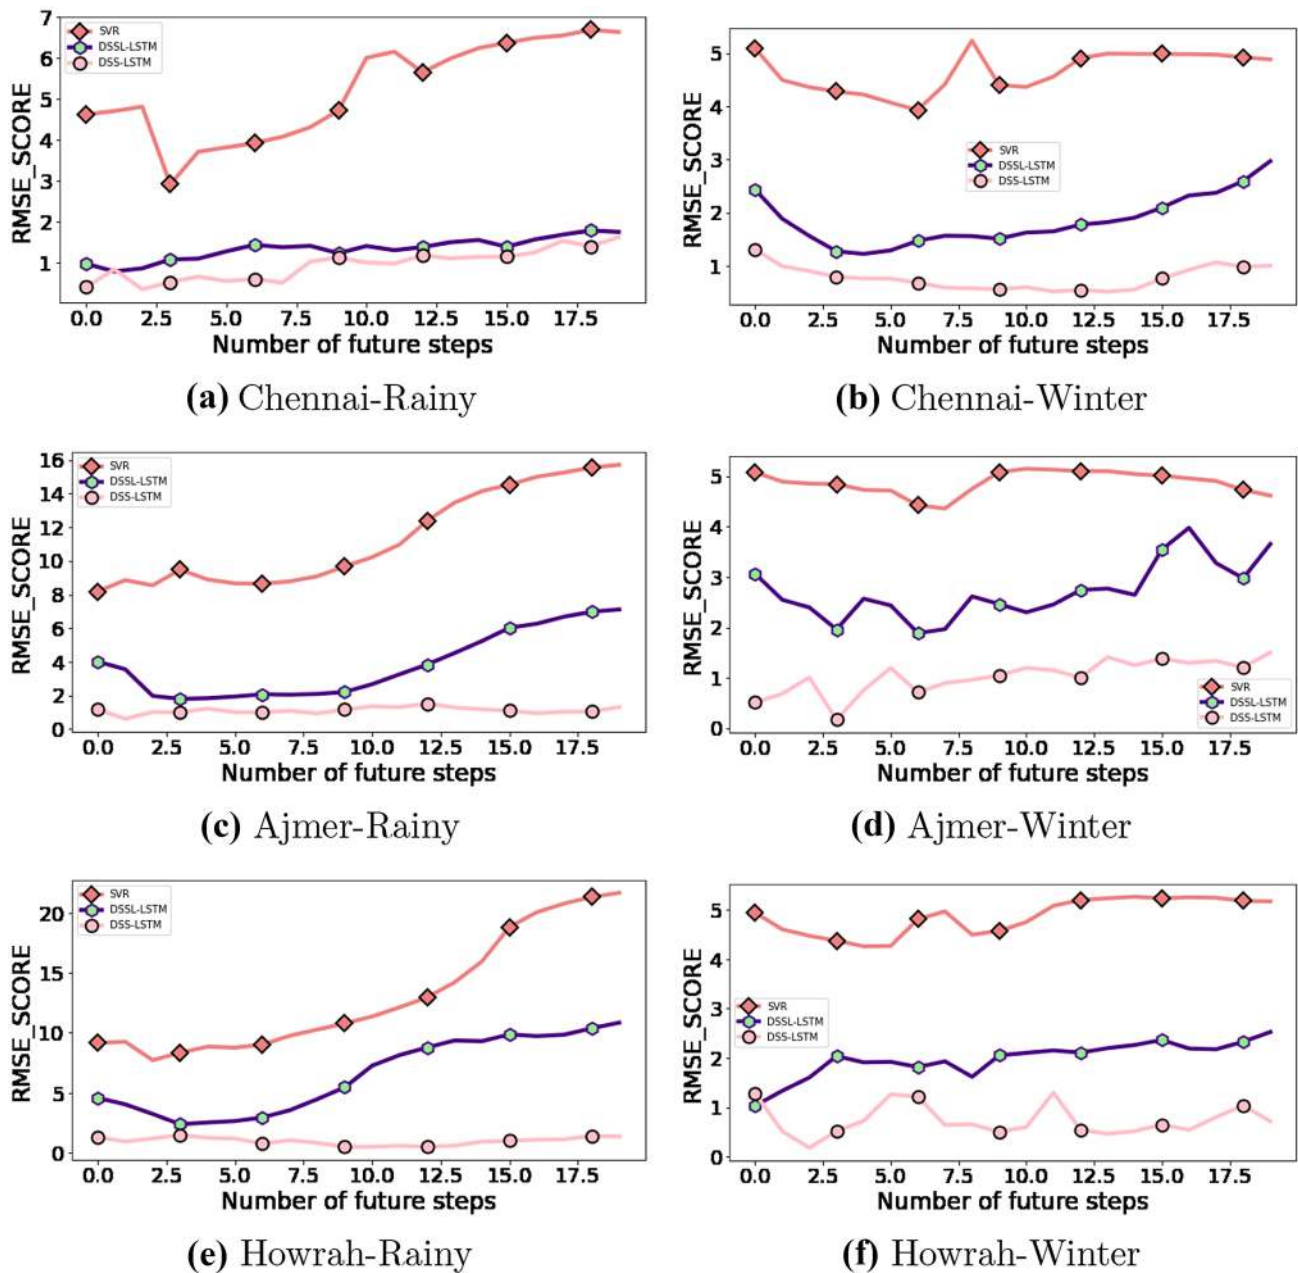 7
6
5
4
3
2
1
RMSE_SCORE
SVR
DSSL-LSTM
DSS-LSTM
0.0 2.5 5.0 7.5 10.0 12.5 15.0 17.5
Number of future steps
(a) Chennai-Rainy
5
4
3
2
1
RMSE_SCORE
SVR
DSSL-LSTM
DSS-LSTM
0.0 2.5 5.0 7.5 10.0 12.5 15.0 17.5
Number of future steps
(b) Chennai-Winter
16
14
12
10
8
6
4
2
0
RMSE_SCORE
SVR
DSSL-LSTM
DSS-LSTM
0.0 2.5 5.0 7.5 10.0 12.5 15.0 17.5
Number of future steps
(c) Ajmer-Rainy
5
4
3
2
1
0
RMSE_SCORE
SVR
DSSL-LSTM
DSS-LSTM
0.0 2.5 5.0 7.5 10.0 12.5 15.0 17.5
Number of future steps
(d) Ajmer-Winter
20
15
10
5
0
RMSE_SCORE
SVR
DSSL-LSTM
DSS-LSTM
0.0 2.5 5.0 7.5 10.0 12.5 15.0 17.5
Number of future steps
(e) Howrah-Rainy
5
4
3
2
1
0
RMSE_SCORE
SVR
DSSL-LSTM
DSS-LSTM
0.0 2.5 5.0 7.5 10.0 12.5 15.0 17.5
Number of future steps
(f) Howrah-Winter